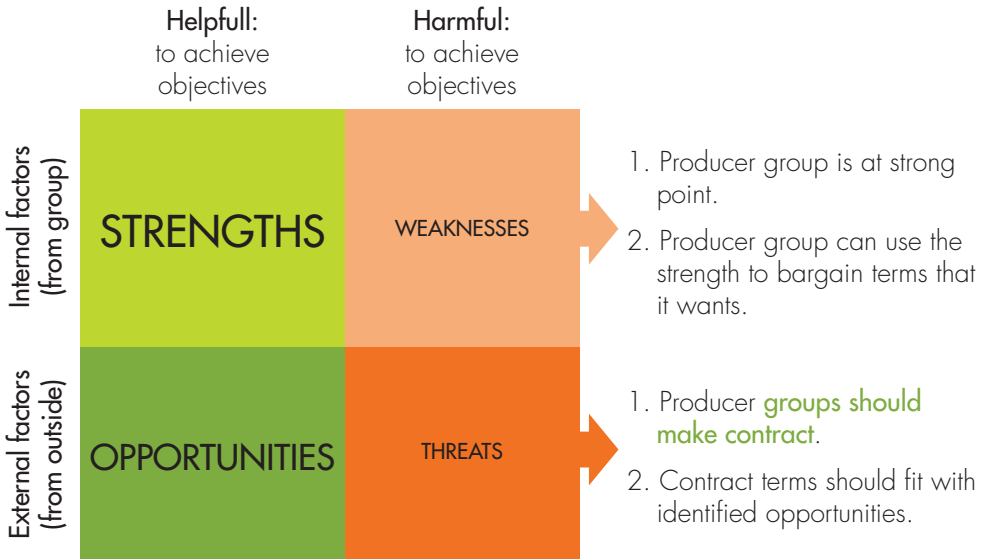 Helpfull:
to achieve
objectives
Harmful:
to achieve
objectives
Internal factors
(from group)
STRENGTHS
WEAKNESSES
1. Producer group is at strong
point.
2. Producer group can use the
strength to bargain terms that
it wants.
External factors
(from outside)
OPPORTUNITIES
THREATS
1. Producer groups should
make contract.
2. Contract terms should fit with
identified opportunities.